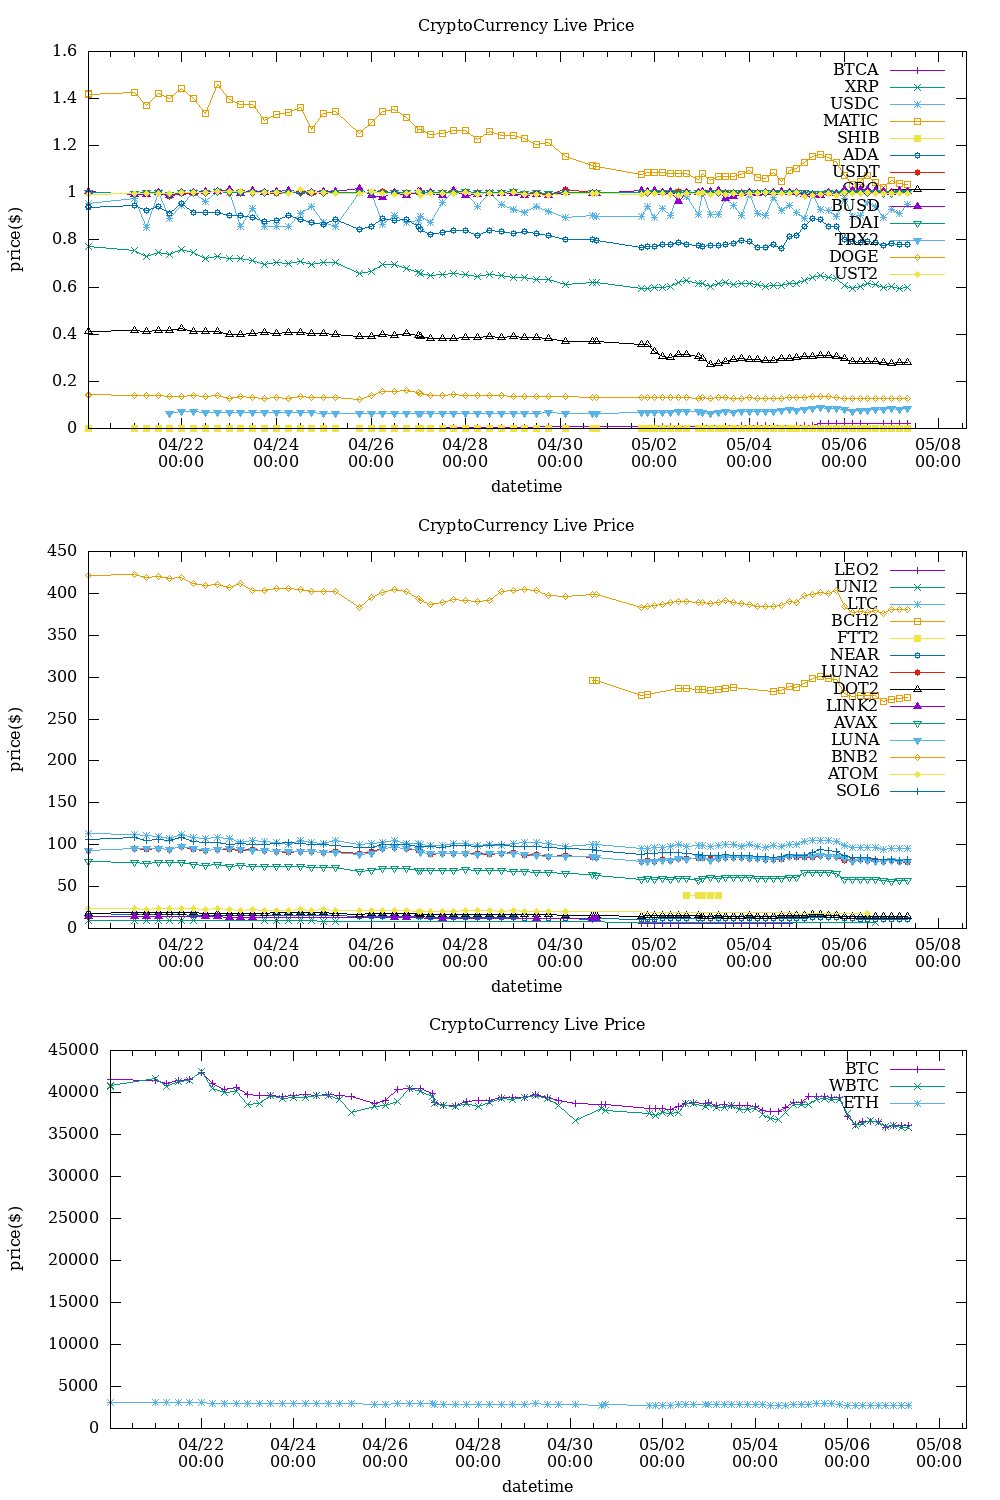 CryptoCurrency Live Price
1.6
1.4
1.2
1
0.8
0.6
0.4
0.2
0
price($)
BTCA
XRP
USDC
MATIC
SHIB
ADA
USDT
CRO
BUSD
DAI
TRX2
DOGE
UST2
04/22 04/24 04/26 04/28 04/30 05/02 05/04 05/06 05/08
00:00 00:00 00:00 00:00 00:00 00:00 00:00 00:00 00:00
datetime
CryptoCurrency Live Price
450
400
350
300
250
200
150
100
50
0
price($)
LEO2
UNI2
LTC
BCH2
FTT2
NEAR
LUNA2
DOT2
LINK2
AVAX
LUNA
BNB2
ATOM
SOL6
04/22 04/24 04/26 04/28 04/30 05/02 05/04 05/06 05/08
00:00 00:00 00:00 00:00 00:00 00:00 00:00 00:00 00:00
datetime
CryptoCurrency Live Price
45000
40000
35000
30000
25000
20000
15000
10000
5000
0
price($)
BTC
WBTC
ETH
04/22 04/24 04/26 04/28 04/30 05/02 05/04 05/06 05/08
00:00 00:00 00:00 00:00 00:00 00:00 00:00 00:00 00:00
datetime